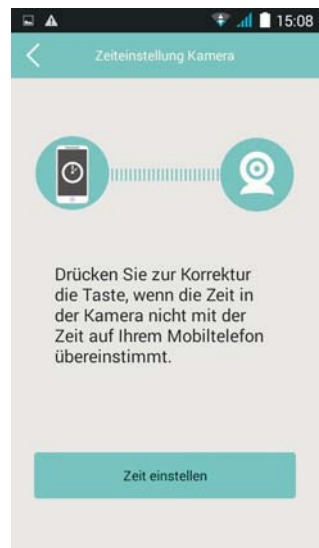 15:08
Zeiteinstellung Kamera
Drücken Sie zur Korrektur
die Taste, wenn die Zeit in
der Kamera nicht mit der
Zeit auf Ihrem Mobiltelefon
übereinstimmt.
Zeit einstellen